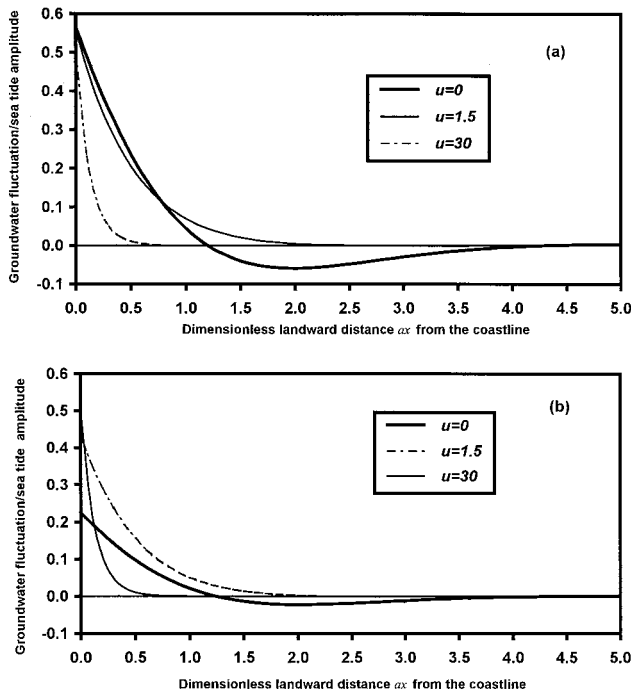 Groundwater fluctuation/sea tide amplitude
0.6
0.5
0.4
0.3
0.2
0.1
0.0
-0.1
(a)
u=0
u=1.5
u=30
0.0 0.5 1.0 1.5 2.0 2.5 3.0 3.5 4.0 4.5 5.0
Dimensionless landward distance ax from the coastline
Groundwater fluctuation/sea tide amplitude
0.6
0.5
0.4
0.3
0.2
0.1
0.0
-0.1
(b)
u=0
u=1.5
u=30
0.0 0.5 1.0 1.5 2.0 2.5 3.0 3.5 4.0 4.5 5.0
Dimensionless landward distance ax from the coastline